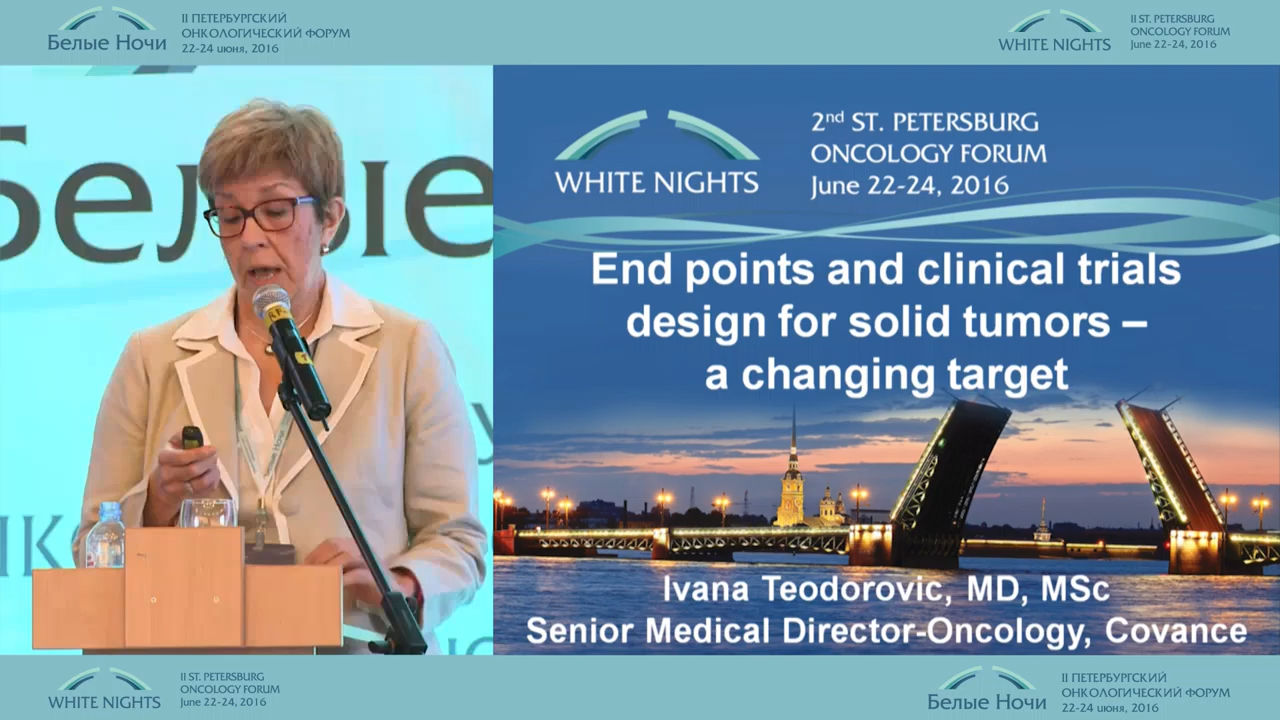 Белые Ночи
II ПЕТЕРБУРГСКИЙ
ОНКОЛОГИЧЕСКИЙ ФОРУМ
22-24 июня, 2016
WHITE NIGHTS
II ST. PETERSBURG
ONCOLOGY FORUM
June 22-24, 2016
Белые
WHITE NIGHTS
2nd ST. PETERSBURG
ONCOLOGY FORUM
June 22-24, 2016
End points and clinical trials
design for solid tumors –
a changing target
Ivana Teodorovic, MD, MSc
Senior Medical Director-Oncology, Covance
WHITE NIGHTS
II ST. PETERSBURG
ONCOLOGY FORUM
June 22-24, 2016
Белые Ночи
II ПЕТЕРБУРГСКИЙ
ОНКОЛОГИЧЕСКИЙ ФОРУМ
22-24 июня, 2016